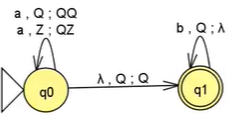 a , Q ; QQ
a , Z ; QZ
b , Q ; λ
λ , Q ; Q
q0
q1